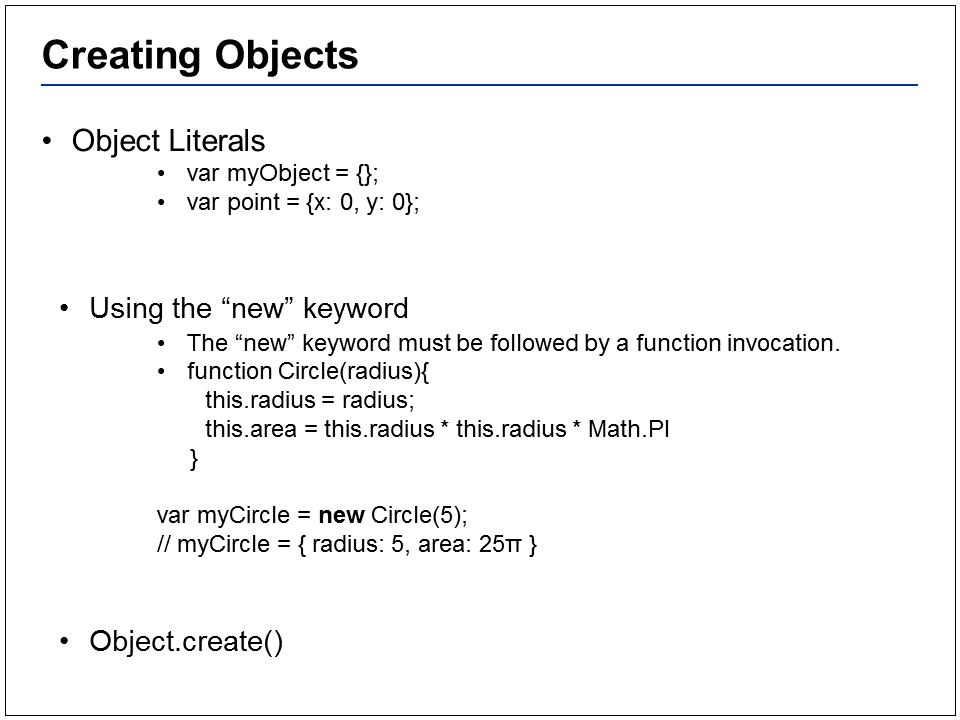 Creating Objects
• Object Literals
• var myObject = {};
• var point = {x: 0, y: 0};
• Using the “new” keyword
• The “new” keyword must be followed by a function invocation.
• function Circle(radius){
this.radius = radius;
this.area = this.radius * this.radius * Math.PI
}
var myCircle = new Circle(5);
// myCircle = { radius: 5, area: 25π }
• Object.create()